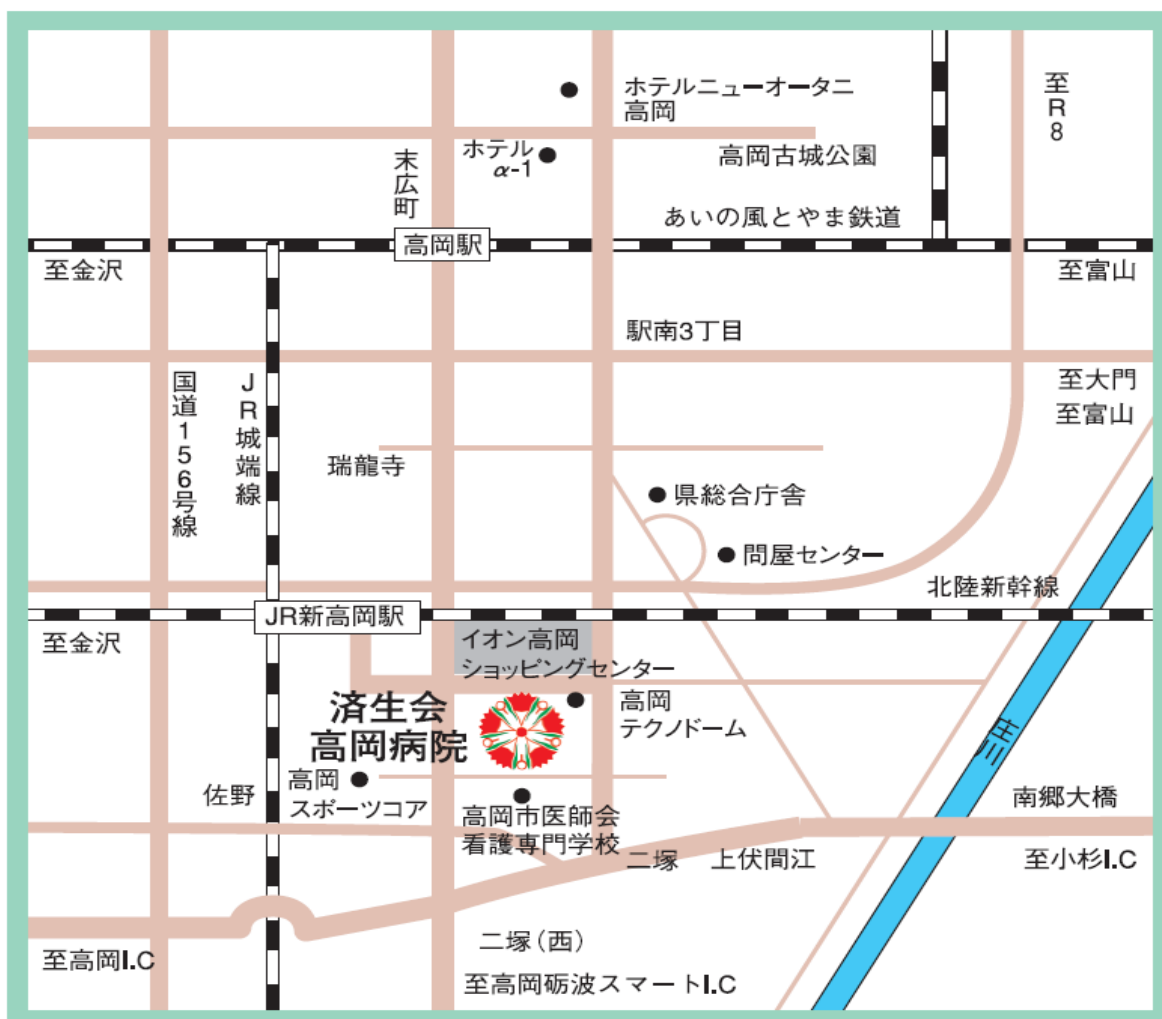 ホテルニューオータニ
高岡
至R8
末広町
ホテル
α-1
高岡古城公園
あいの風とやま鉄道
高岡駅
至金沢
至富山
駅南3丁目
国道156号線
JR城端線
至大門
至富山
瑞龍寺
県総合庁舎
問屋センター
北陸新幹線
JR新高岡駅
至金沢
イオン高岡
ショッピングセンター
済生会
高岡病院
高岡
テクノドーム
庄川
佐野
高岡
スポーツコア
高岡市医師会
看護専門学校
南郷大橋
二塚
上伏間江
至小杉I.C
至高岡I.C
二塚(西)
至高岡砺波スマートI.C